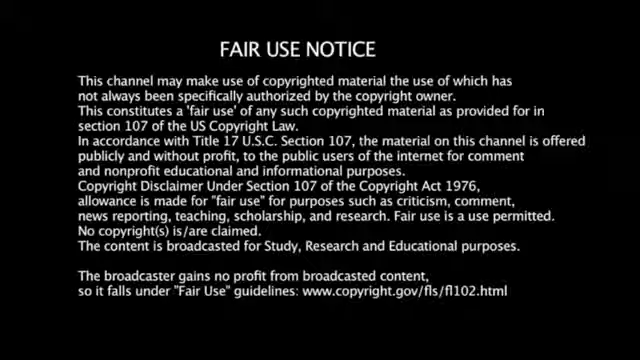 FAIR USE NOTICE
This channel may make use of copyrighted material the use of which has
not always been specifically authorized by the copyright owner.
This constitutes a 'fair use' of any such copyrighted material as provided for in
section 107 of the US Copyright Law.
In accordance with Title 17 U.S.C. Section 107, the material on this channel is offered
publicly and without profit, to the public users of the internet for comment
and nonprofit educational and informational purposes.
Copyright Disclaimer Under Section 107 of the Copyright Act 1976,
allowance is made for "fair use" for purposes such as criticism, comment,
news reporting, teaching, scholarship, and research. Fair use is a use permitted.
No copyright(s) is/are claimed.
The content is broadcasted for Study, Research and Educational purposes.
The broadcaster gains no profit from broadcasted content,
so it falls under "Fair Use" guidelines: www.copyright.gov/fls/fl102.html